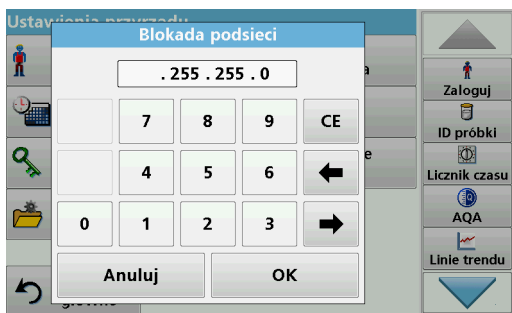 Ustawienia przyrządu
Blokada podsieci
. 255 . 255 . 0
7 8 9 CE
4 5 6
0 1 2 3
Anuluj OK
Zaloguj
ID próbki
Licznik czasu
AQA
Linie trendu